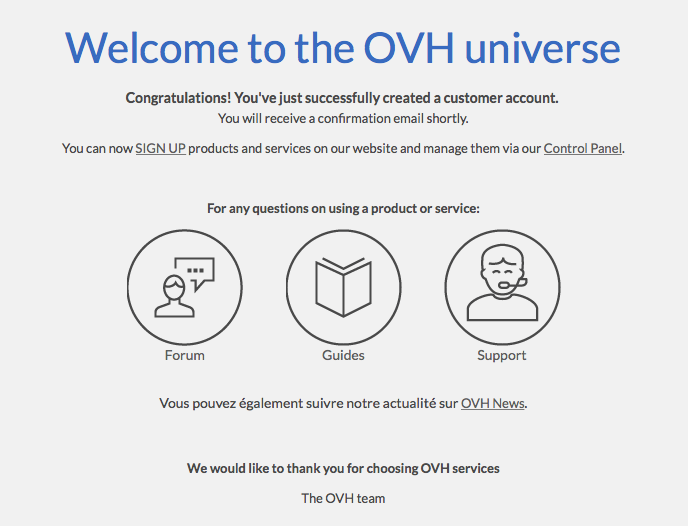 Welcome to the OVH universe
Congratulations! You've just successfully created a customer account.
You will receive a confirmation email shortly.
You can now SIGN UP products and services on our website and manage them via our Control Panel.
For any questions on using a product or service:
Forum
Guides
Support
Vous pouvez également suivre notre actualité sur OVH News.
We would like to thank you for choosing OVH services
The OVH team